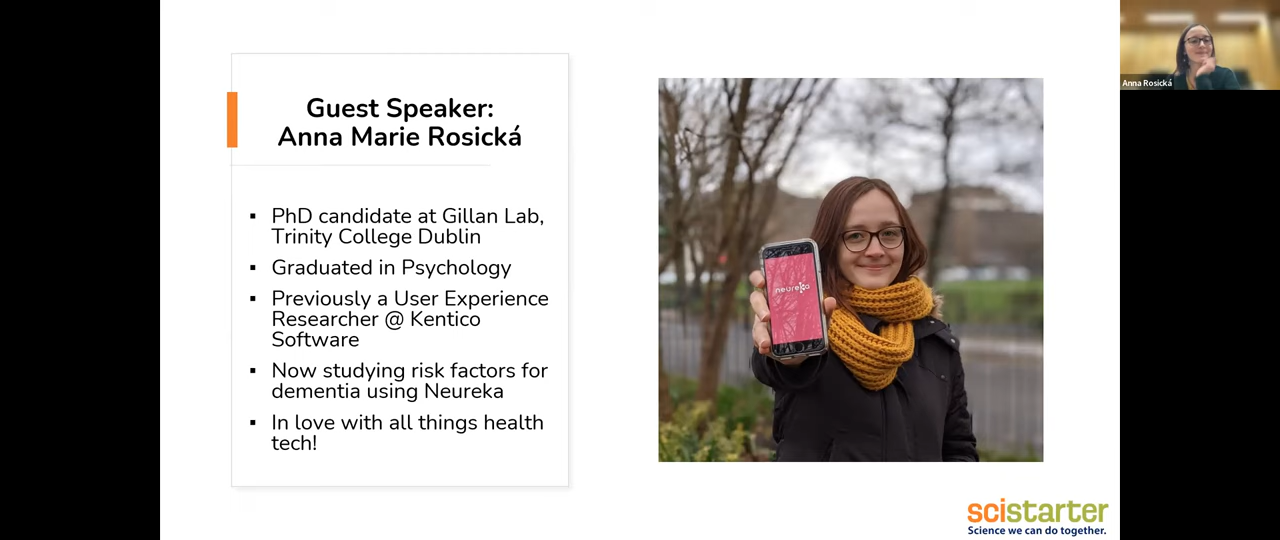 Guest Speaker:
Anna Marie Rosická
▪ PhD candidate at Gillan Lab,
Trinity College Dublin
▪ Graduated in Psychology
▪ Previously a User Experience
Researcher @ Kentico
Software
▪ Now studying risk factors for
dementia using Neureka
▪ In love with all things health
tech!
neureka
Anna Rosická
scistarter
Science we can do together.